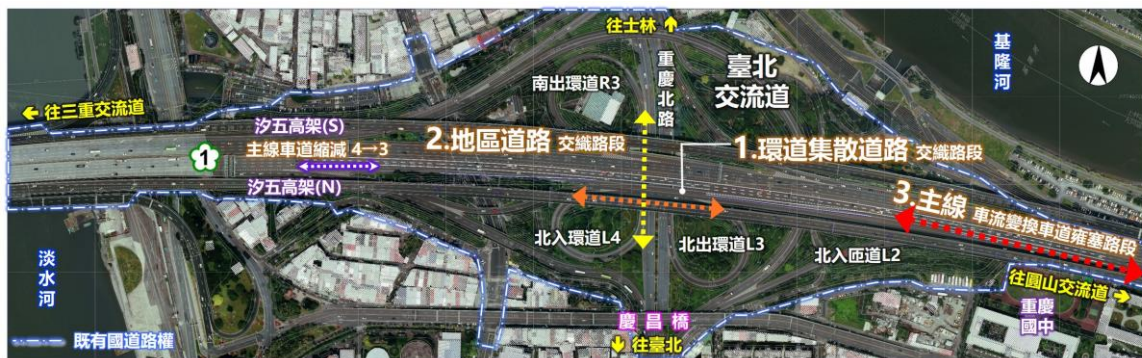 往士林
基隆河
重慶北路
臺北
交流道
南出環道R3
往三重交流道
汐五高架(S)
1
主線車道縮減 4→3
2.地區道路 交織路段
1.環道集散道路 交織路段
汐五高架(N)
3.主線 車流變換車道壅塞路段
北入環道L4
北出環道L3
北入匝道L2
淡水河
往圓山交流道
重慶
國中
慶昌橋
既有國道路權
往臺北